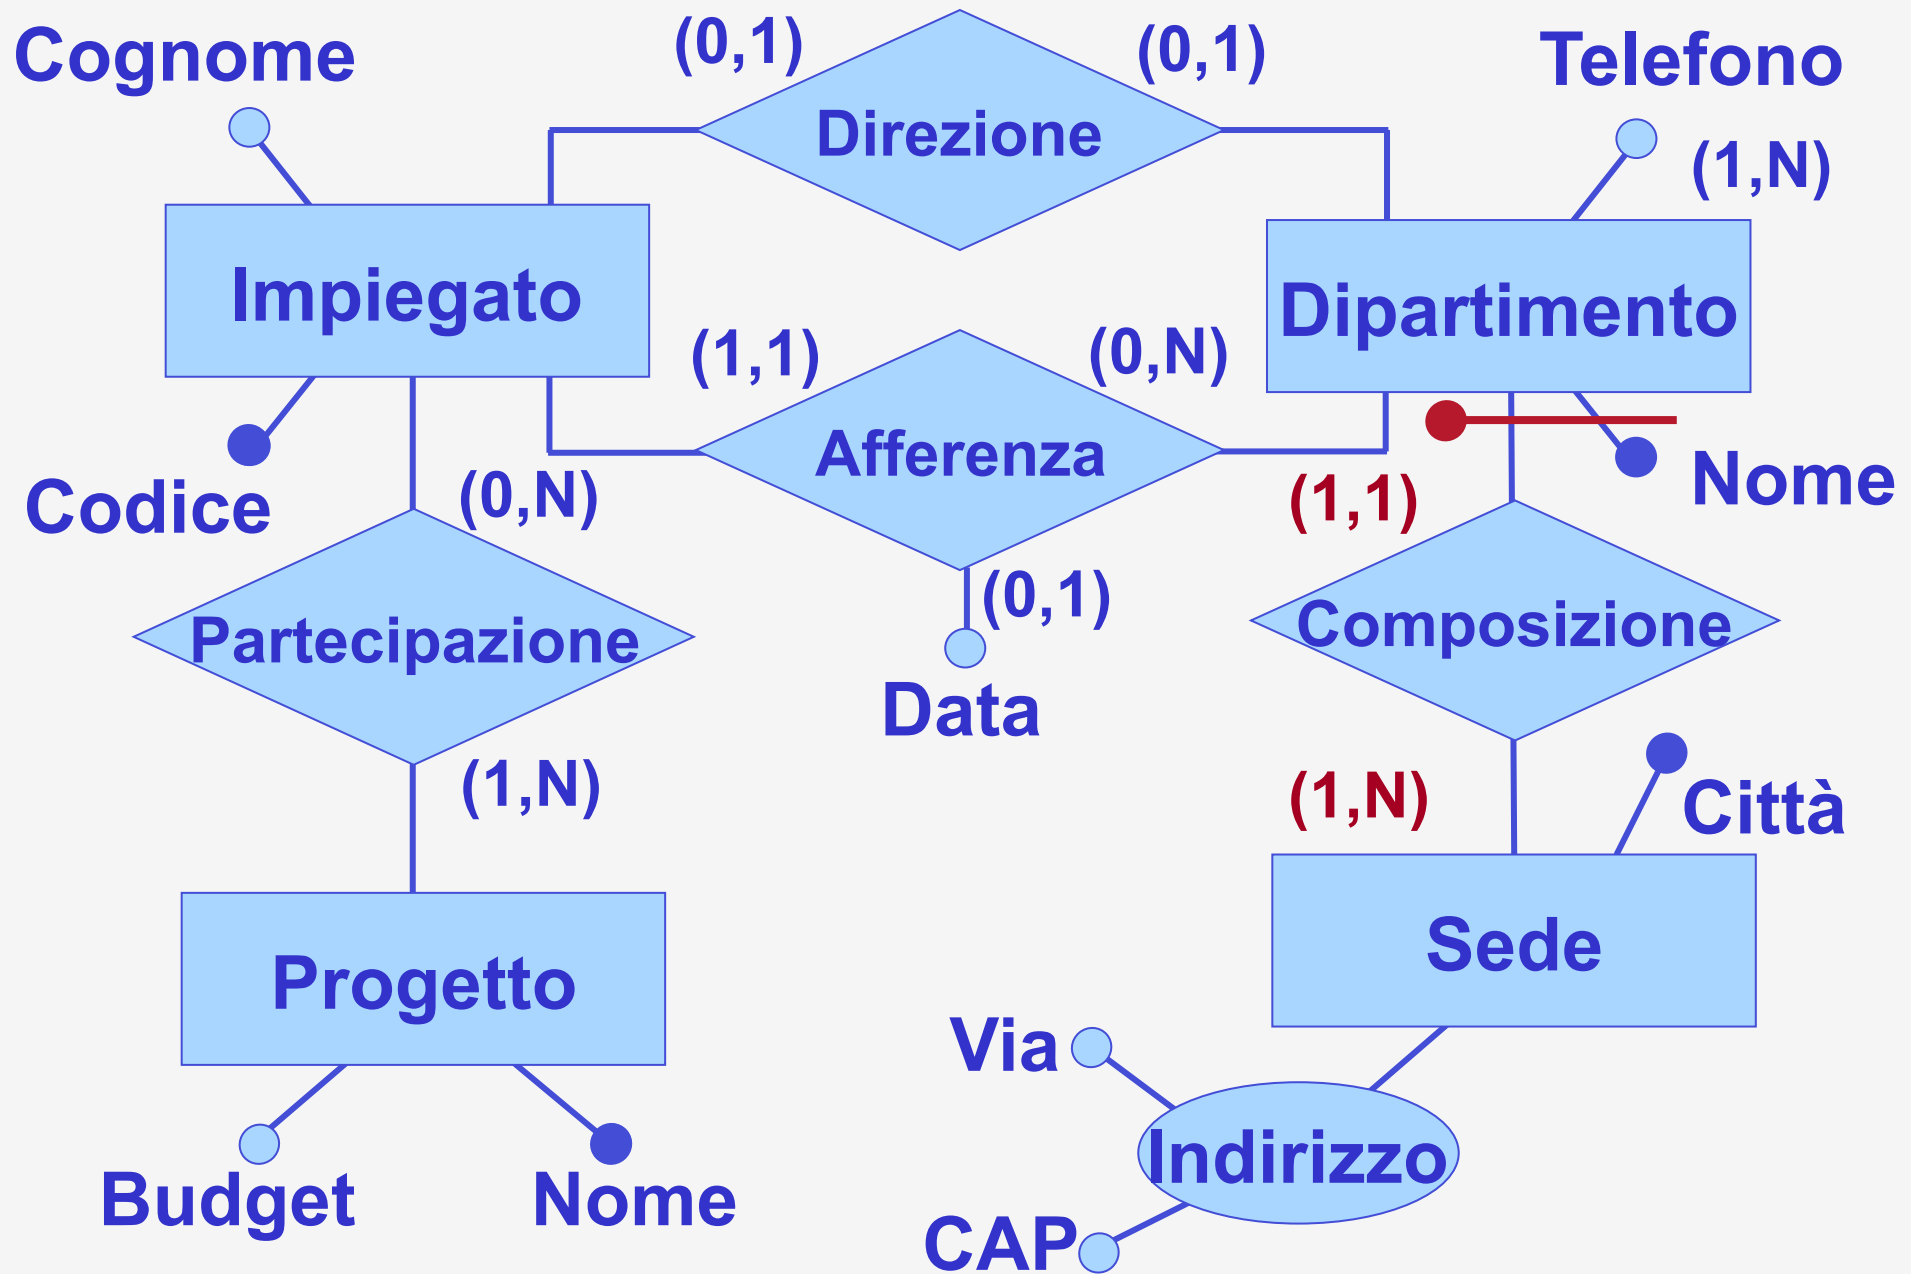 Cognome
(0,1)
(0,1)
Telefono
Direzione
(1,N)
Impiegato
Dipartimento
(1,1)
(0,N)
Afferenza
Codice
(0,N)
(1,1)
Nome
(0,1)
Partecipazione
Composizione
Data
(1,N)
(1,N)
Città
Progetto
Sede
Via
Indirizzo
Budget
Nome
CAP